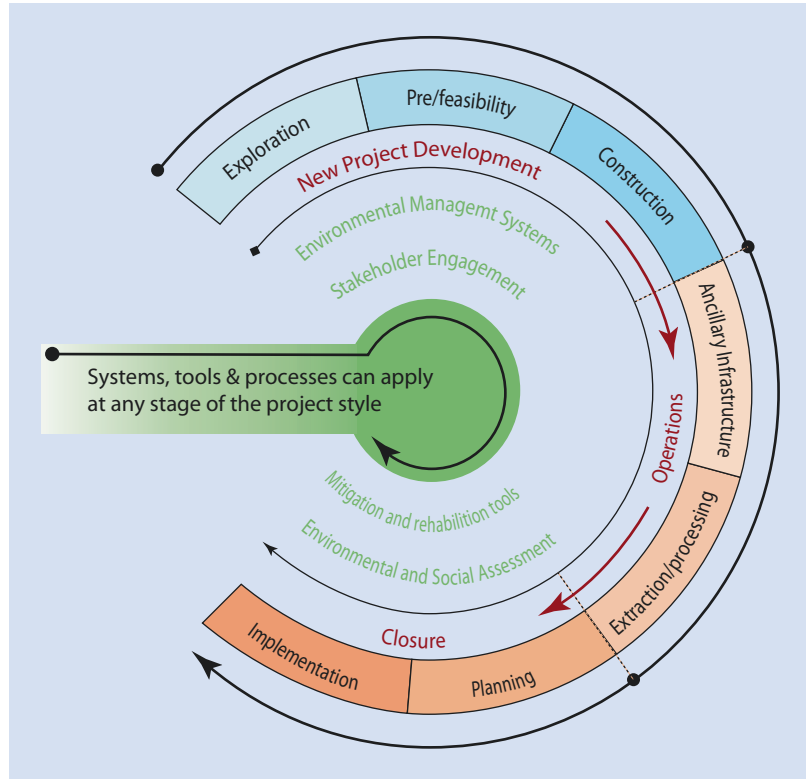 Exploration
Pre/feasibility
Construction
New Project Development
Environmental Managemt Systems
Stakeholder Engagement
Ancillary Infrastructure
Systems, tools & processes can apply
at any stage of the project style
Operations
Extraction/processing
Mitigation and rehabilition tools
Environmental and Social Assessment
Closure
Planning
Implementation